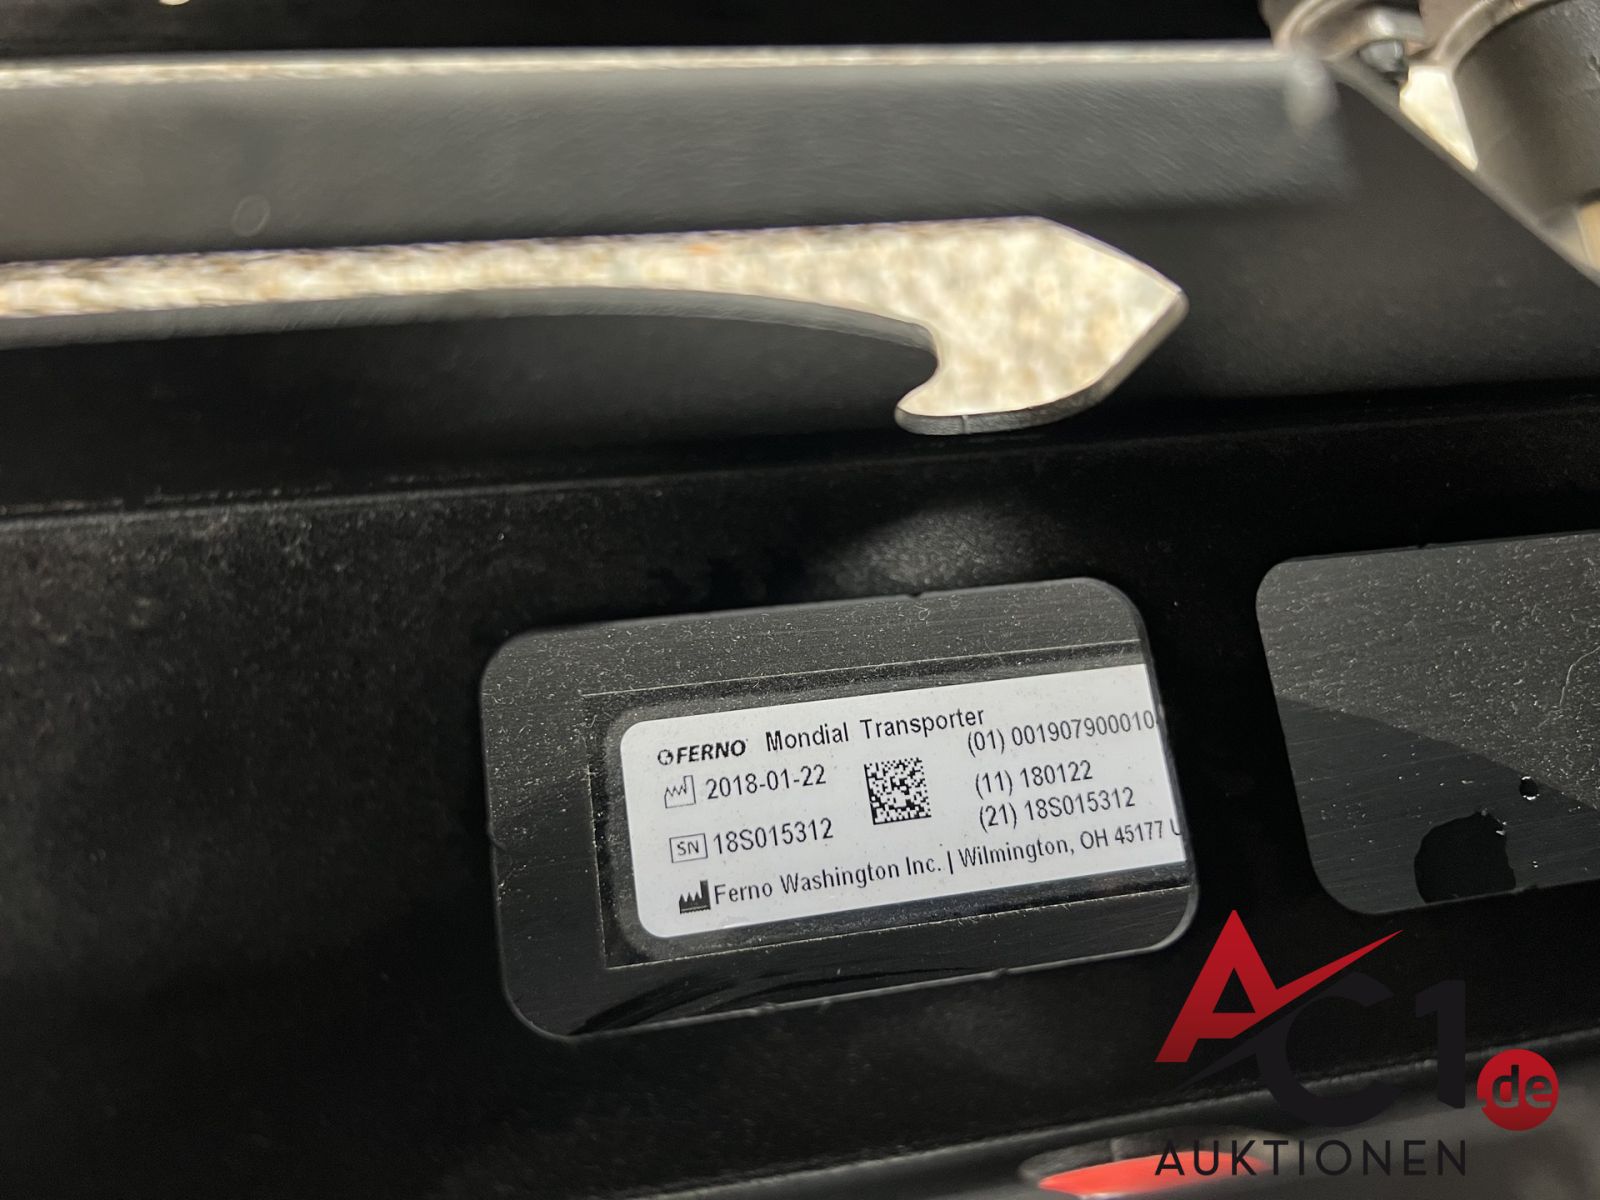 FERNO Mondial Transporter
2018-01-22
(01) 0019079000010
(11) 180122
SN 18S015312
(21) 18S015312
Ferno Washington Inc. | Wilmington, OH 45177 U
AC1.de
AUKTIONEN